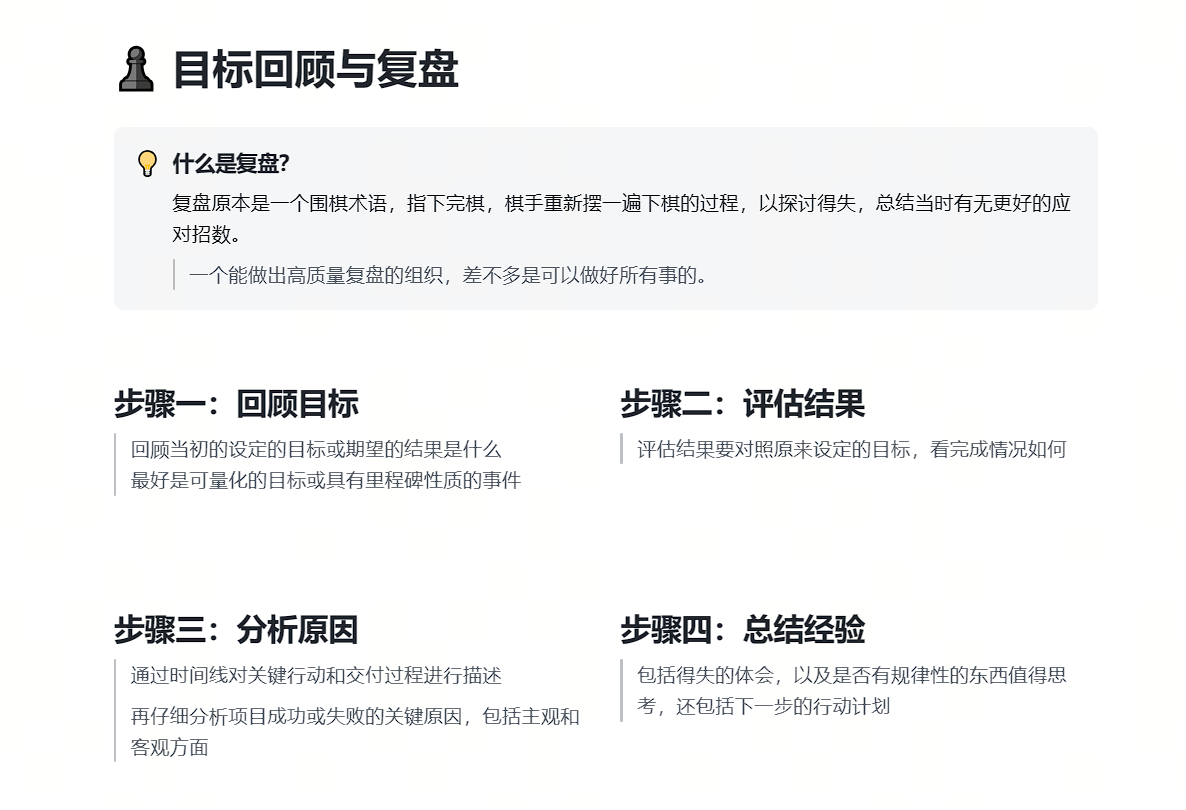 目标回顾与复盘
什么是复盘?
复盘原本是一个围棋术语，指下完棋，棋手重新摆一遍下棋的过程，以探讨得失，总结当时有无更好的应
对招数。
一个能做出高质量复盘的组织，差不多是可以做好所有事的。
步骤一：回顾目标
回顾当初的设定的目标或期望的结果是什么
最好是可量化的目标或具有里程碑性质的事件
步骤二：评估结果
评估结果要对照原来设定的目标，看完成情况如何
步骤三：分析原因
通过时间线对关键行动和交付过程进行描述
再仔细分析项目成功或失败的关键原因，包括主观和
客观方面
步骤四：总结经验
包括得失的体会，以及是否有规律性的东西值得思
考，还包括下一步的行动计划